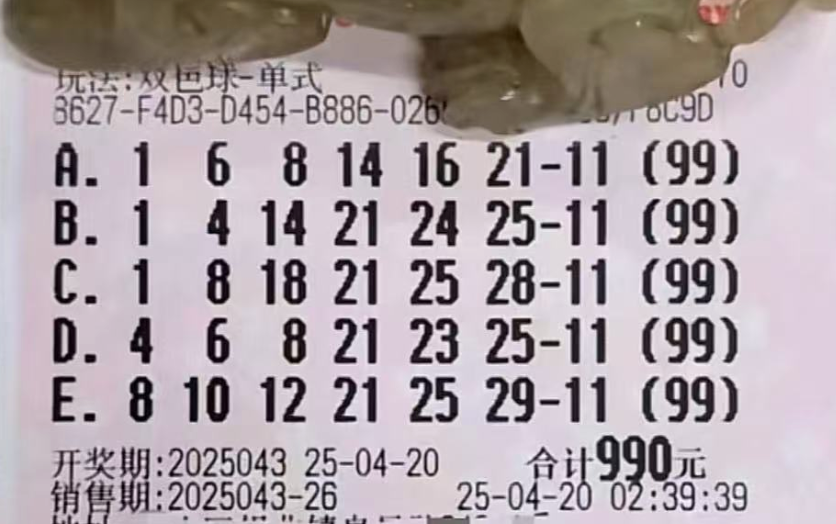 玩法:双色球-单式
8627-F4D3-D454-B886-026 F8C9D
A. 1 6 8 14 16 21-11 (99)
B. 1 4 14 21 24 25-11 (99)
C. 1 8 18 21 25 28-11 (99)
D. 4 6 8 21 23 25-11 (99)
E. 8 10 12 21 25 29-11 (99)
开奖期:2025043 25-04-20 合计990元
销售期:2025043-26 25-04-20 02:39:39